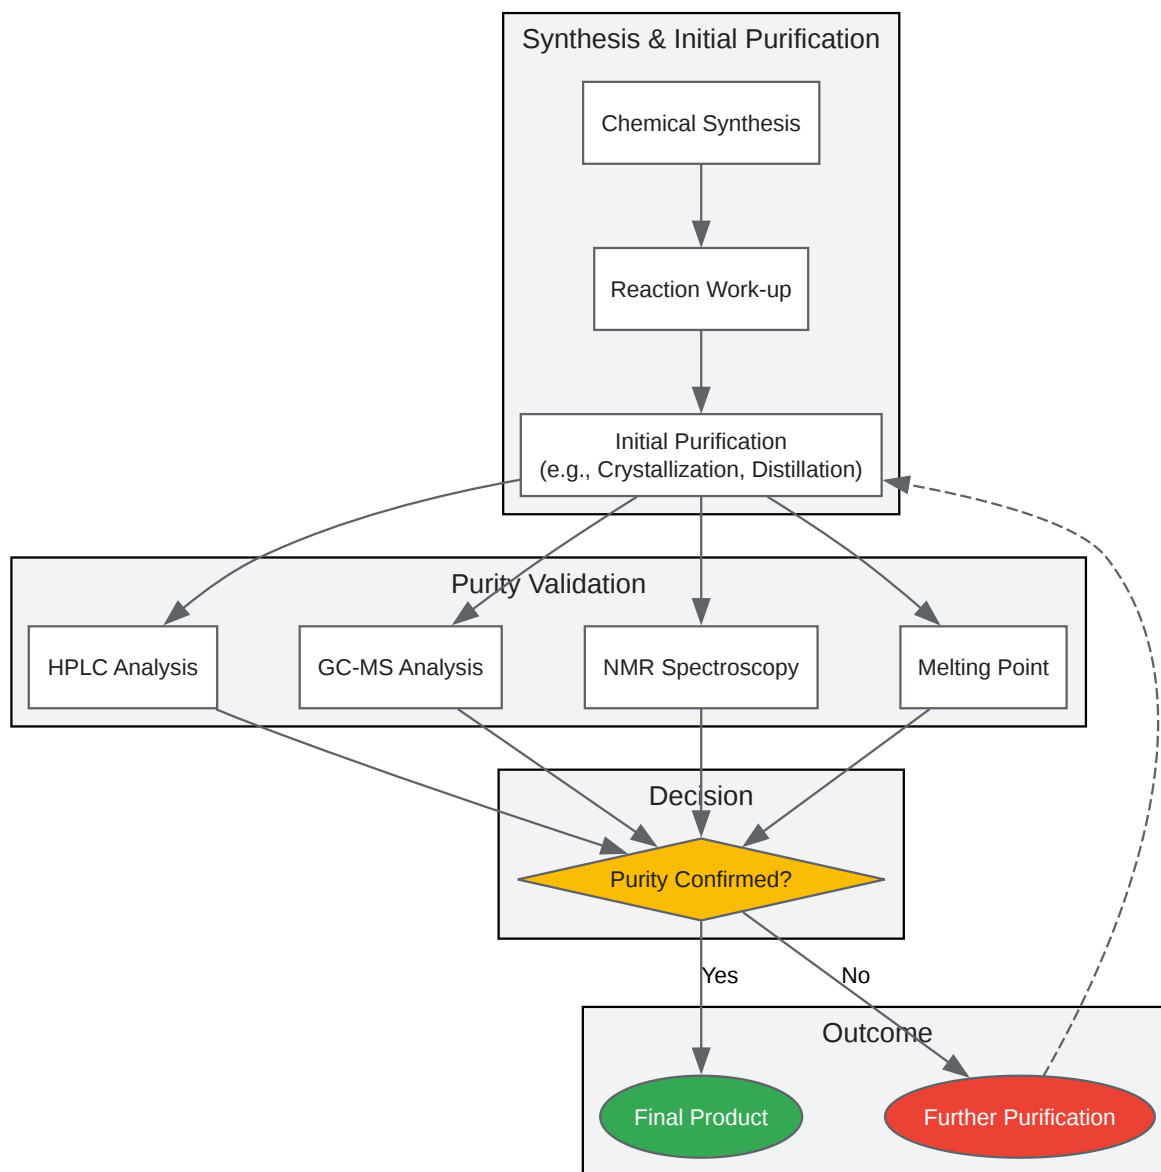 Synthesis & Initial Purification
Chemical Synthesis
Reaction Work-up
Initial Purification
(e.g., Crystallization, Distillation)
Purity Validation
HPLC Analysis
GC-MS Analysis
NMR Spectroscopy
Melting Point
Decision
Purity Confirmed?
Yes
No
Outcome
Final Product
Further Purification